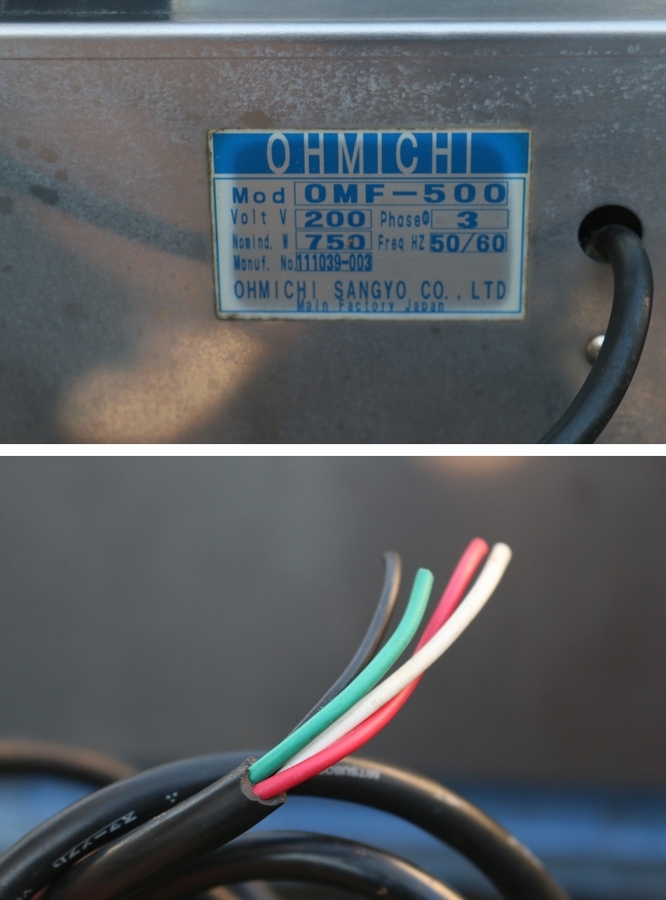 OHMICHI
Mod OMF-500
Volt V 200 PhaseΦ 3
Nomind. W 750 Freq HZ 50/60
Manuf. No. 111039-003
OHMICHI SANGYO CO., LTD
Main Factory Japan